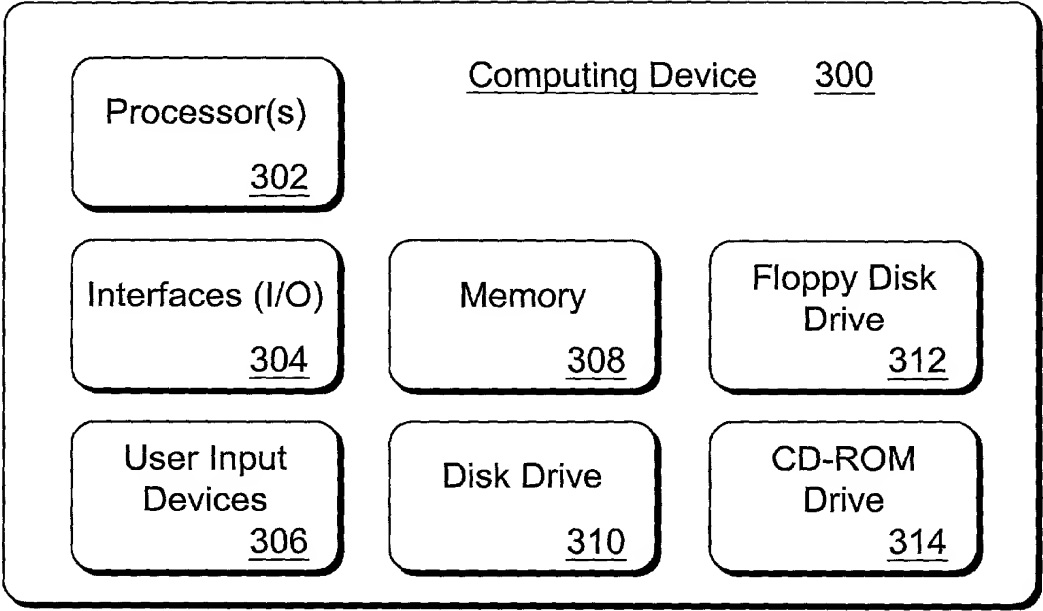 Computing Device 300
Processor(s)
302
Interfaces (I/O)
304
Memory
308
Floppy Disk
Drive
312
User Input
Devices
306
Disk Drive
310
CD-ROM
Drive
314